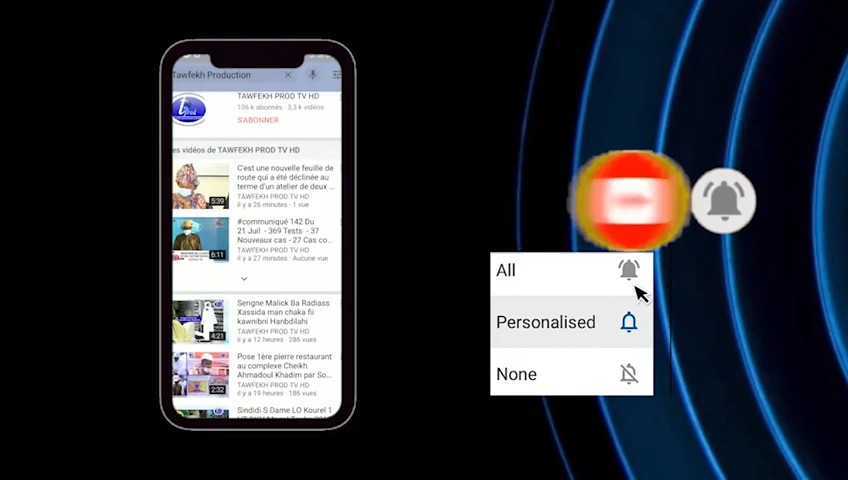 Tawfekh Production
TAWFEKH PROD TV HD
106 k abonnés · 3,3 k vidéos
S'ABONNER
es vidéos de TAWFEKH PROD TV HD
C'est une nouvelle feuille de
route qui a été déclinée au
terme d'un atelier de deux ...
TAWFEKH PROD TV HD
il y a 26 minutes · 1 vue
5:39
#communiqué 142 Du
21 Juil - 369 Tests - 37
Nouveaux cas - 27 Cas co...
TAWFEKH PROD TV HD
il y a 27 minutes · Aucune vue
6:11
Serigne Malick Ba Radiass
Xassida man chaka fii
kawnibni Hanbdilahi
TAWFEKH PROD TV HD
il y a 12 heures · 286 vues
4:21
Pose 1ère pierre restaurant
au complexe Cheikh
Ahmadoul Khadim par So...
TAWFEKH PROD TV HD
il y a 19 heures · 186 vues
2:32
Sindidi S Dame LO Kourel 1
All
Personalised
None